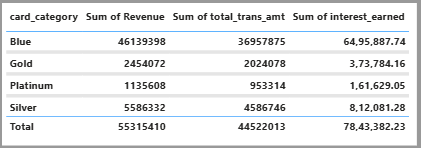 card_category Sum of Revenue Sum of total_trans_amt Sum of interest_earned
Blue 46139398 36957875 64,95,887.74
Gold 2454072 2024078 3,73,784.16
Platinum 1135608 953314 1,61,629.05
Silver 5586332 4586746 8,12,081.28
Total 55315410 44522013 78,43,382.23